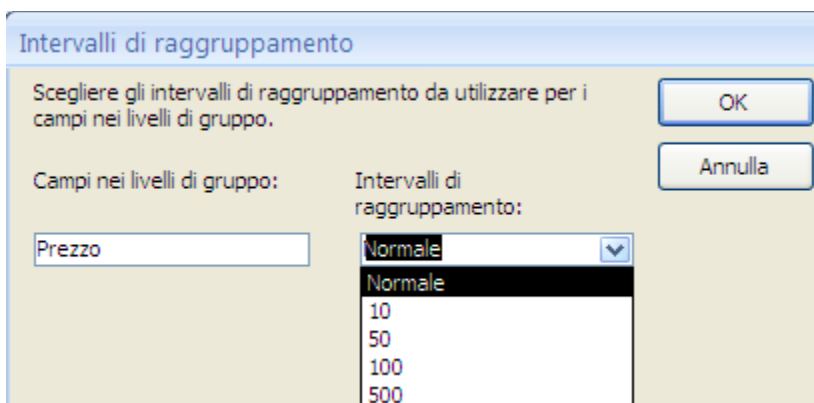 Intervalli di raggruppamento
Scegliere gli intervalli di raggruppamento da utilizzare per i
campi nei livelli di gruppo.
OK
Annulla
Campi nei livelli di gruppo:
Intervalli di
raggruppamento:
Prezzo
Normale
Normale
10
50
100
500